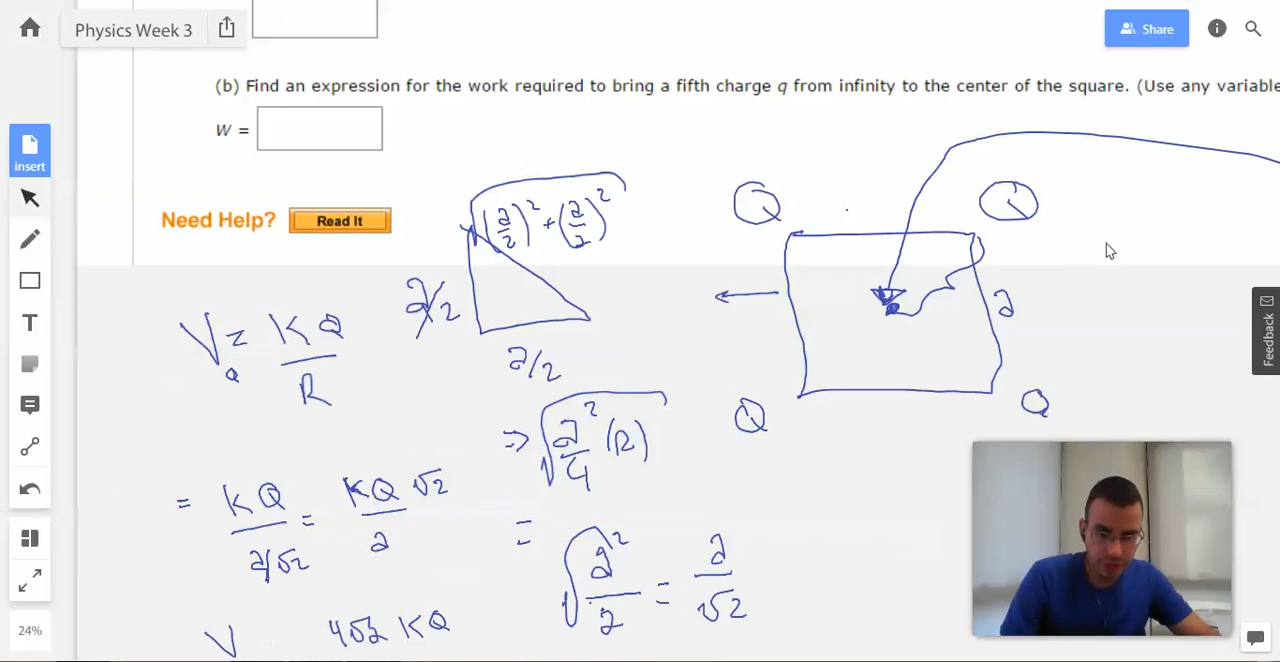 Physics Week 3
Share
(b) Find an expression for the work required to bring a fifth charge q from infinity to the center of the square. (Use any variable
W =
insert
Need Help? Read It
√(a/2)² + (a/2)²
Q
Q
a/2
a
a/2
V_Q = KQ/R
Q
Q
⇒ √a²/4 (2)
= KQ/a/√2 = KQ√2/a
= √a²/2 = a/√2
V 4√2 KQ
T
Feedback
24%